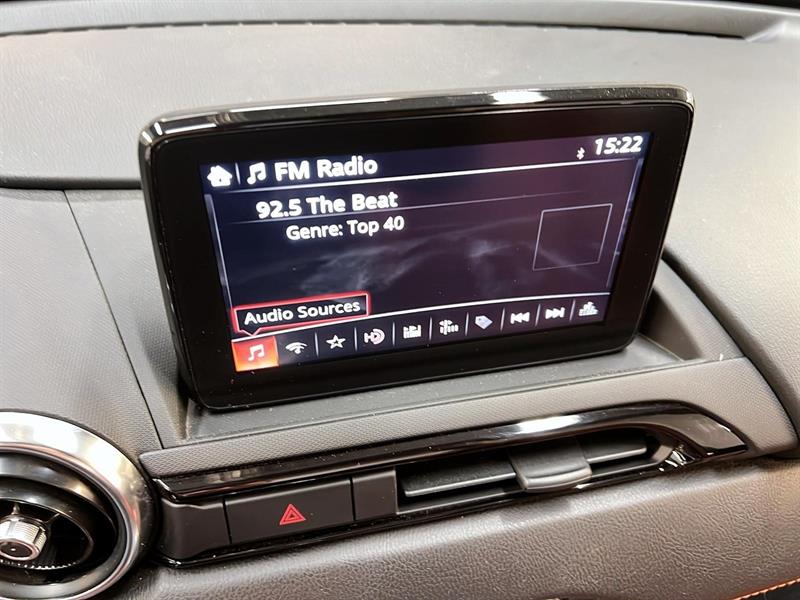 FM Radio
15:22
92.5 The Beat
Genre: Top 40
Audio Sources